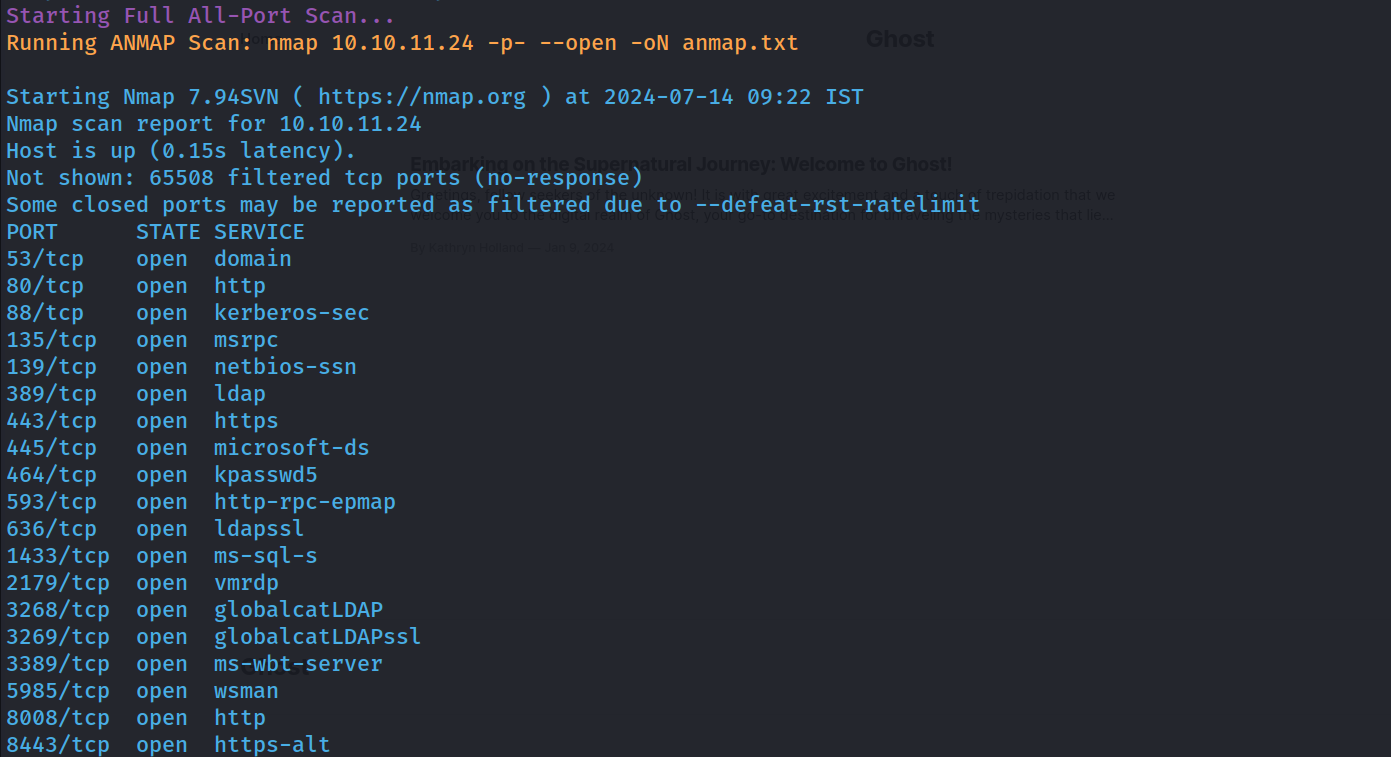 Starting Full All-Port Scan...
Running ANMAP Scan: nmap 10.10.11.24 -p- --open -oN anmap.txt
Ghost
Starting Nmap 7.94SVN ( https://nmap.org ) at 2024-07-14 09:22 IST
Nmap scan report for 10.10.11.24
Host is up (0.15s latency).
Embarking on the Supernatural Journey: Welcome to Ghost!
Not shown: 65508 filtered tcp ports (no-response)
Some closed ports may be reported as filtered due to --defeat-rst-ratelimit
PORT      STATE SERVICE
By Kathryn Holland — Jun 9, 2024
53/tcp    open  domain
80/tcp    open  http
88/tcp    open  kerberos-sec
135/tcp   open  msrpc
139/tcp   open  netbios-ssn
389/tcp   open  ldap
443/tcp   open  https
445/tcp   open  microsoft-ds
464/tcp   open  kpasswd5
593/tcp   open  http-rpc-epmap
636/tcp   open  ldapssl
1433/tcp  open  ms-sql-s
2179/tcp  open  vmrdp
3268/tcp  open  globalcatLDAP
3269/tcp  open  globalcatLDAPssl
3389/tcp  open  ms-wbt-server
Ghost
5985/tcp  open  wsman
8008/tcp  open  http
8443/tcp  open  https-alt